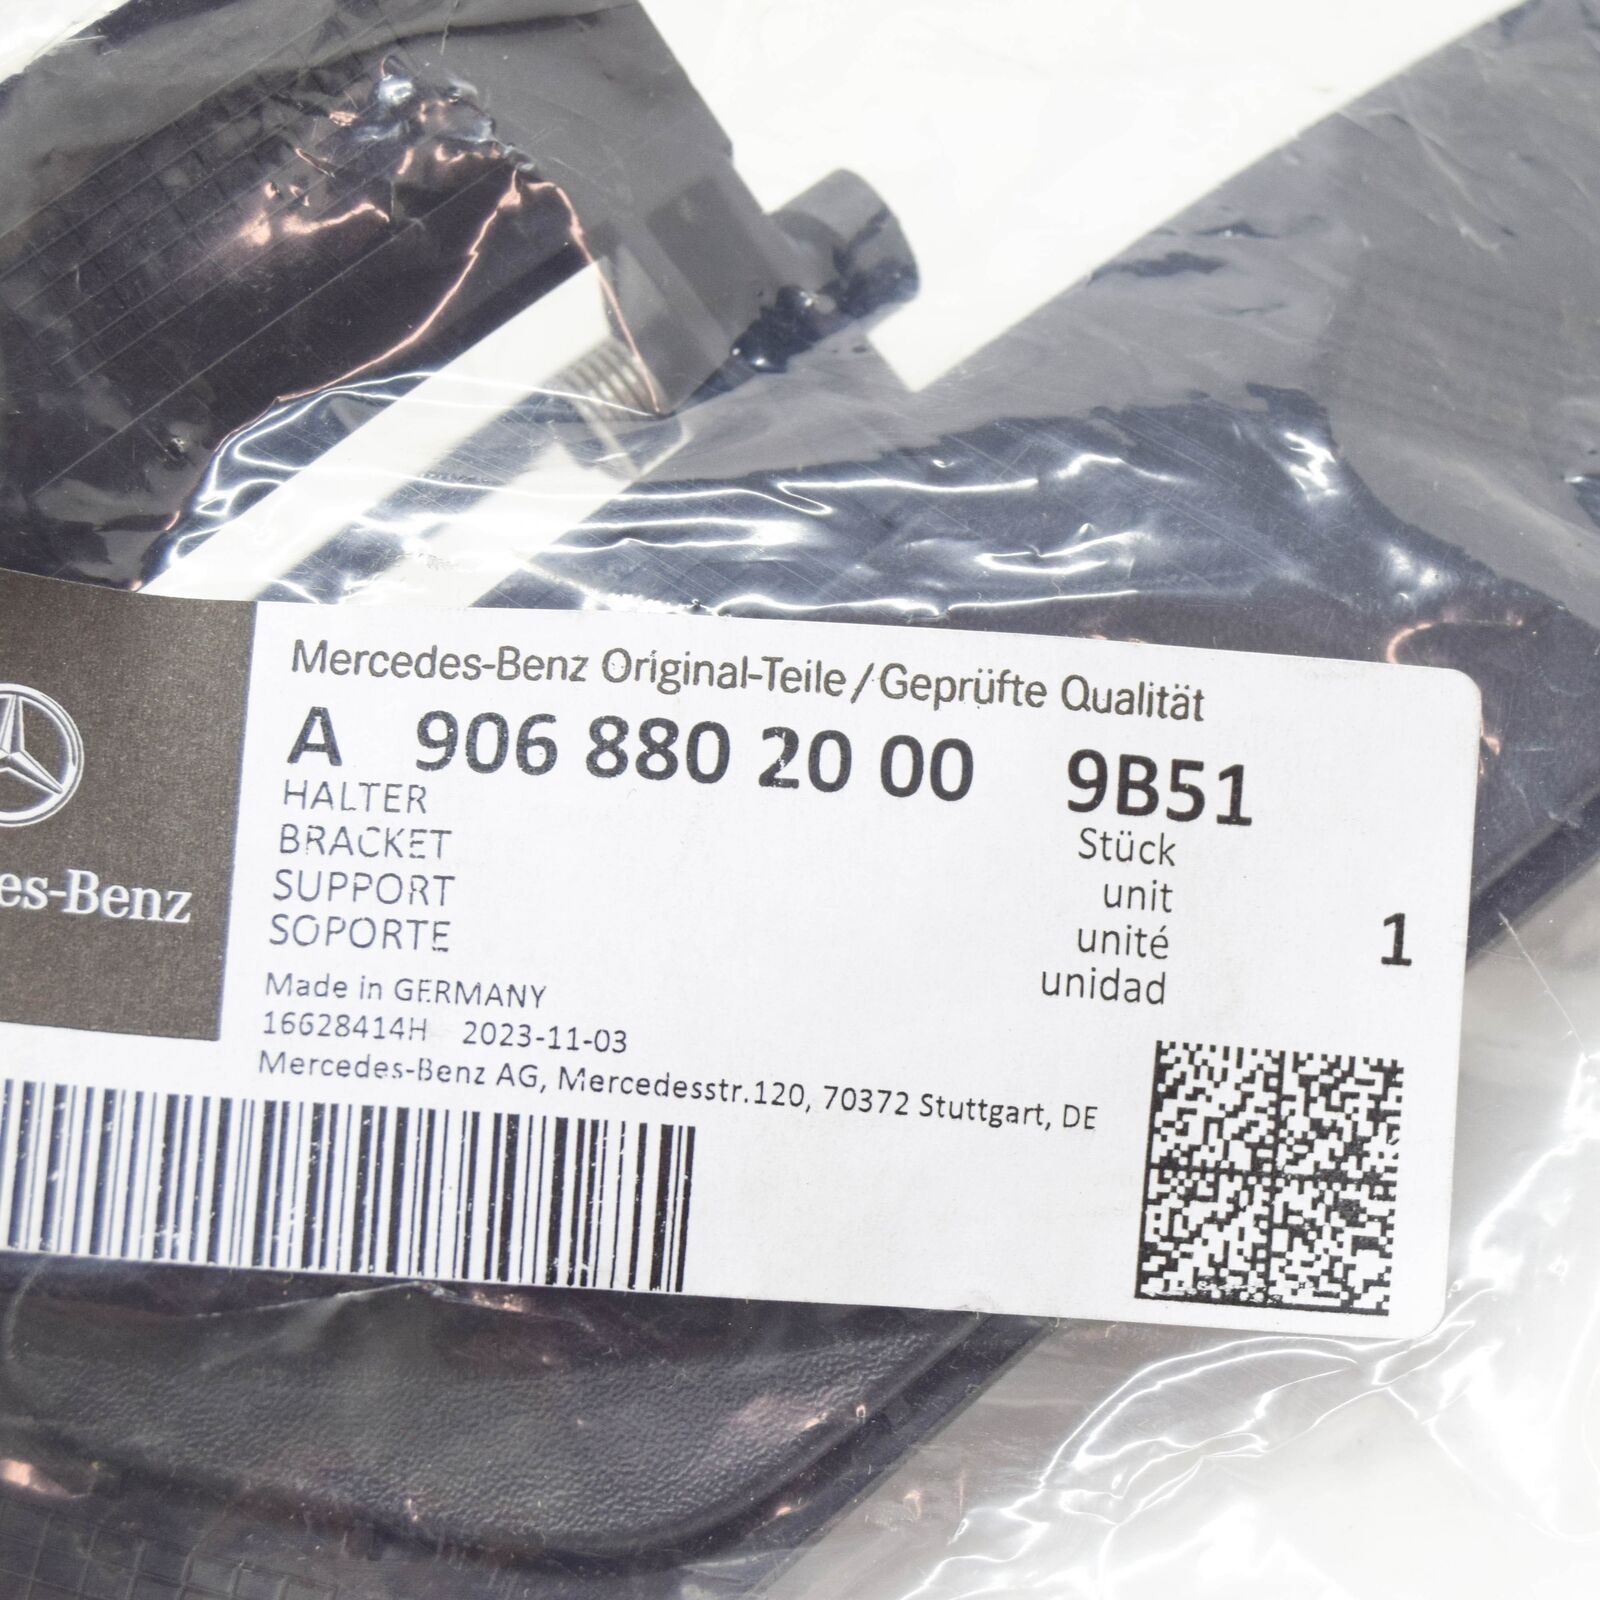 Mercedes-Benz Original-Teile/Geprüfte Qualität
A 906 880 20 00 9B51
HALTER
BRACKET
SUPPORT
SOPORTE
Stück
unit
unité
unidad
1
es-Benz
Made in GERMANY
16628414H 2023-11-03
Mercedes-Benz AG, Mercedesstr.120, 70372 Stuttgart, DE